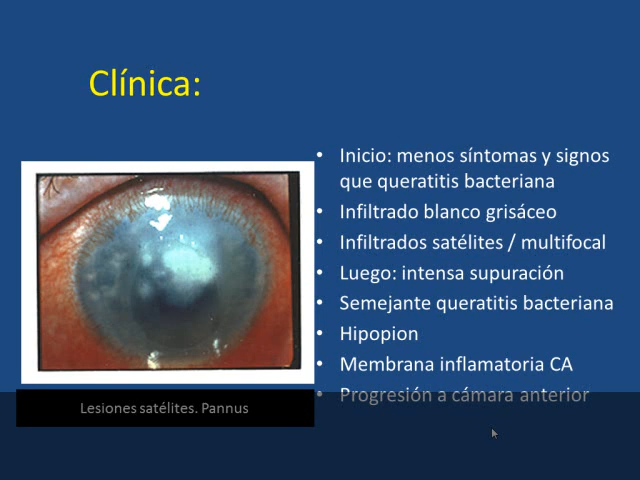 Clínica:
Inicio: menos síntomas y signos
que queratitis bacteriana
Infiltrado blanco grisáceo
Infiltrados satélites / multifocal
Luego: intensa supuración
Semejante queratitis bacteriana
Hipopion
Membrana inflamatoria CA
Progresión a cámara anterior
Lesiones satélites. Pannus